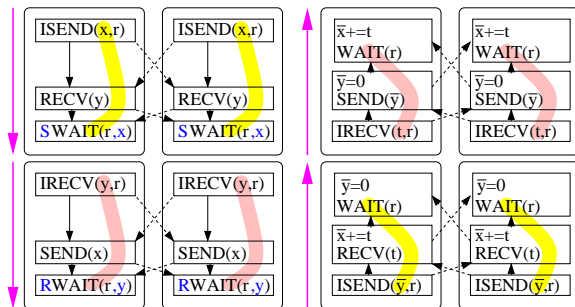 ISEND(x,r)
ISEND(x,r)
RECV(y)
RECV(y)
SWAIT(r,x)
SWAIT(r,x)
x̅+=t
WAIT(r)
x̅+=t
WAIT(r)
y̅=0
SEND(y̅)
y̅=0
SEND(y̅)
IRECV(t,r)
IRECV(t,r)
IRECV(y,r)
IRECV(y,r)
SEND(x)
SEND(x)
RWAIT(r,y)
RWAIT(r,y)
y̅=0
WAIT(r)
y̅=0
WAIT(r)
x̅+=t
RECV(t)
x̅+=t
RECV(t)
ISEND(y̅,r)
ISEND(y̅,r)